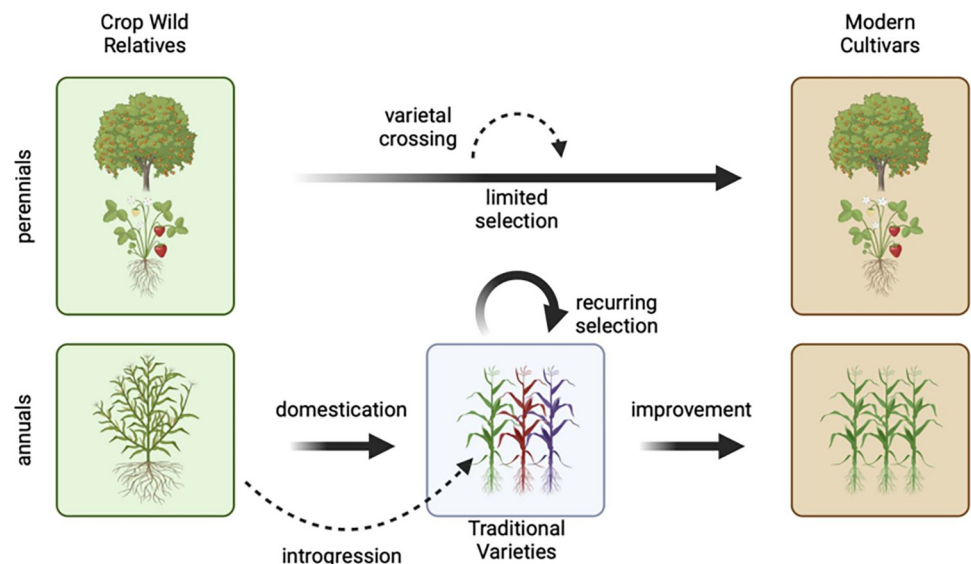 Crop Wild
Relatives
Modern
Cultivars
perennials
varietal
crossing
limited
selection
recurring
selection
annuals
domestication
improvement
introgression
Traditional
Varieties